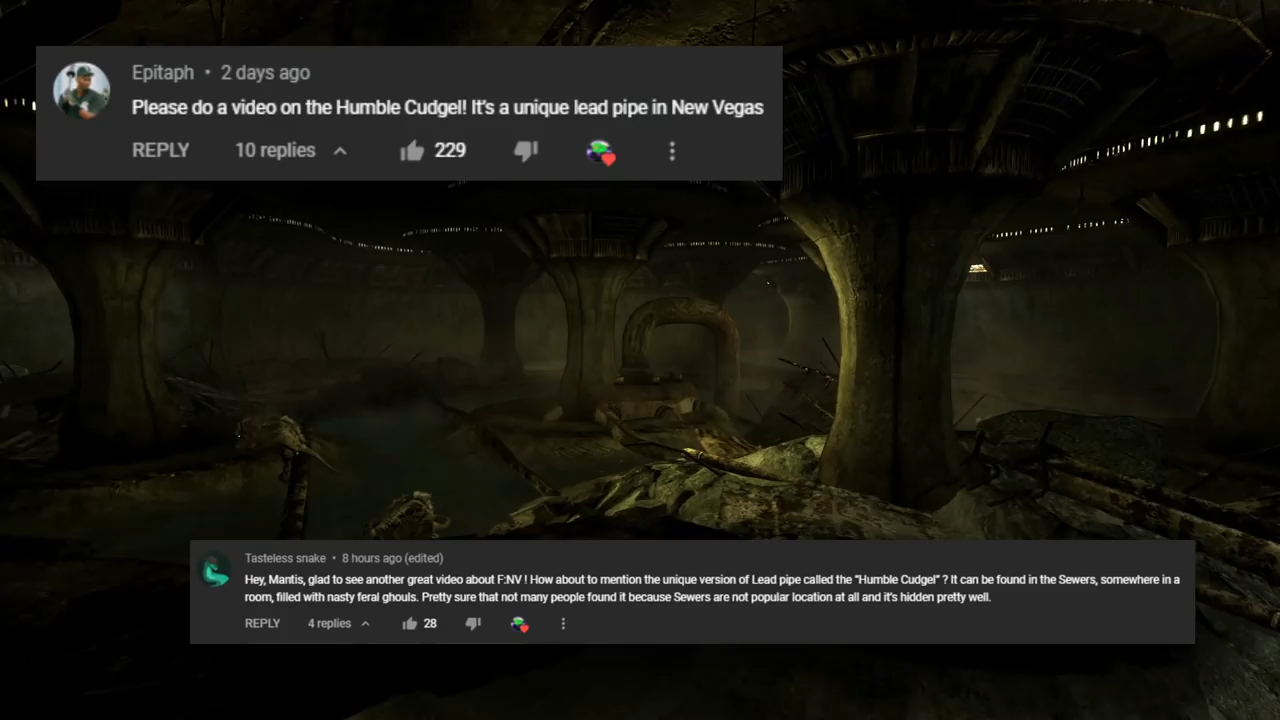 Epitaph • 2 days ago
Please do a video on the Humble Cudgel! It's a unique lead pipe in New Vegas
REPLY 10 replies 229
Tasteless snake • 8 hours ago (edited)
Hey, Mantis, glad to see another great video about F:NV ! How about to mention the unique version of Lead pipe called the "Humble Cudgel" ? It can be found in the Sewers, somewhere in a
room, filled with nasty feral ghouls. Pretty sure that not many people found it because Sewers are not popular location at all and it's hidden pretty well.
REPLY 4 replies 28